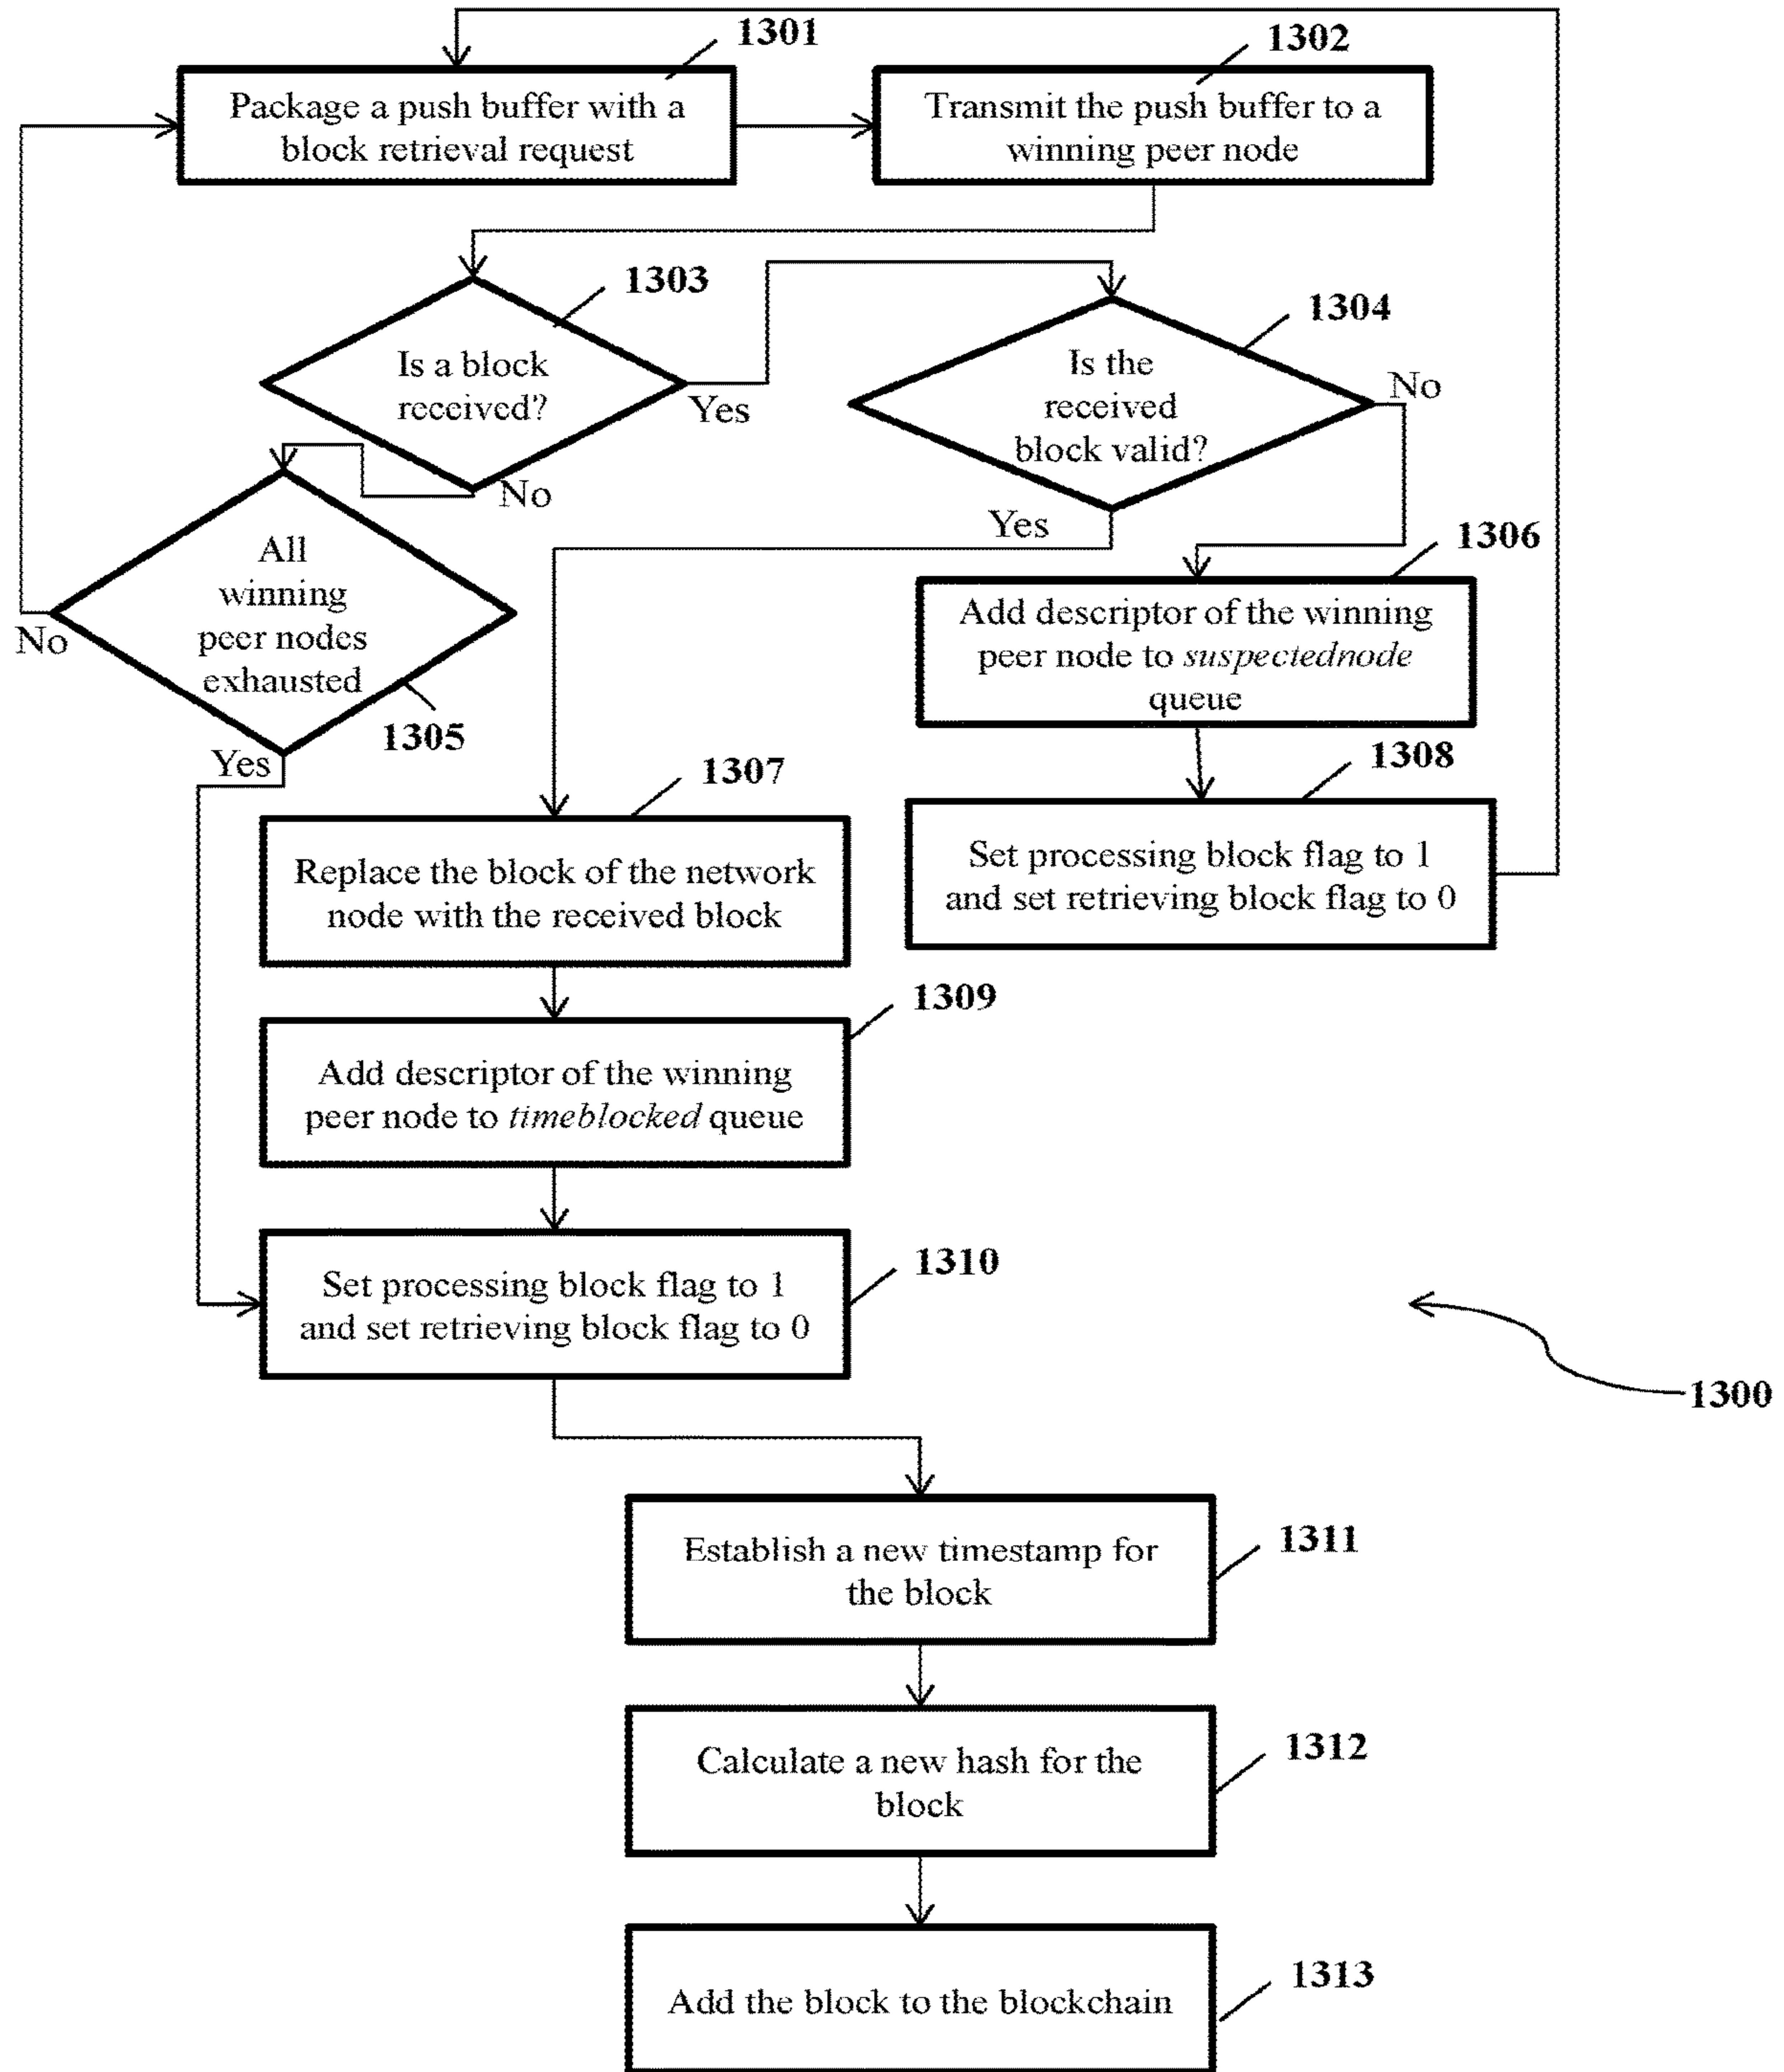 1301
1302
Package a push buffer with a
block retrieval request
Transmit the push buffer to a
winning peer node
1303
1304
Is a block
received?
Yes
No
Is the
received
block valid?
No
Yes
All
winning
peer nodes
exhausted
No
Yes
1305
1306
Add descriptor of the winning
peer node to suspectednode
queue
1307
1308
Replace the block of the network
node with the received block
Set processing block flag to 1
and set retrieving block flag to 0
1309
Add descriptor of the winning
peer node to timeblocked queue
1310
Set processing block flag to 1
and set retrieving block flag to 0
1300
1311
Establish a new timestamp for
the block
1312
Calculate a new hash for the
block
1313
Add the block to the blockchain